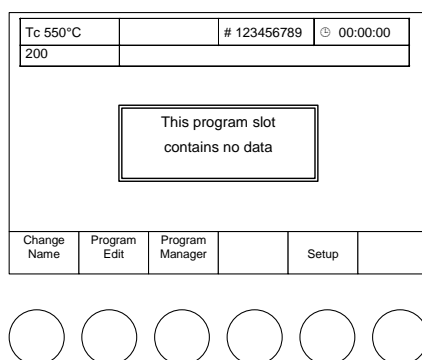 Tc 550°C # 123456789 00:00:00
200
This program slot
contains no data
Change Name Program Edit Program Manager Setup